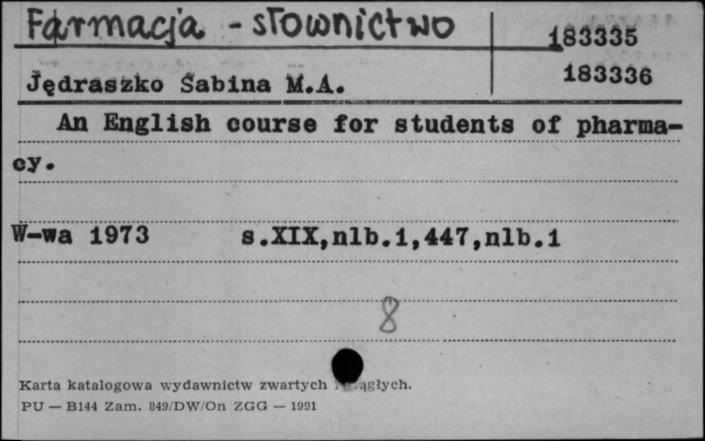 Farmacja - słownictwo
183335
183336
Jędraszko Sabina M.A.
An English course for students of pharma-
cy.
W-wa 1973 s.XIX,nlb.1,447,nlb.1
8
Karta katalogowa wydawnictw zwartych
PU — B144 Zam. 849/DW/On ZGG — 1991